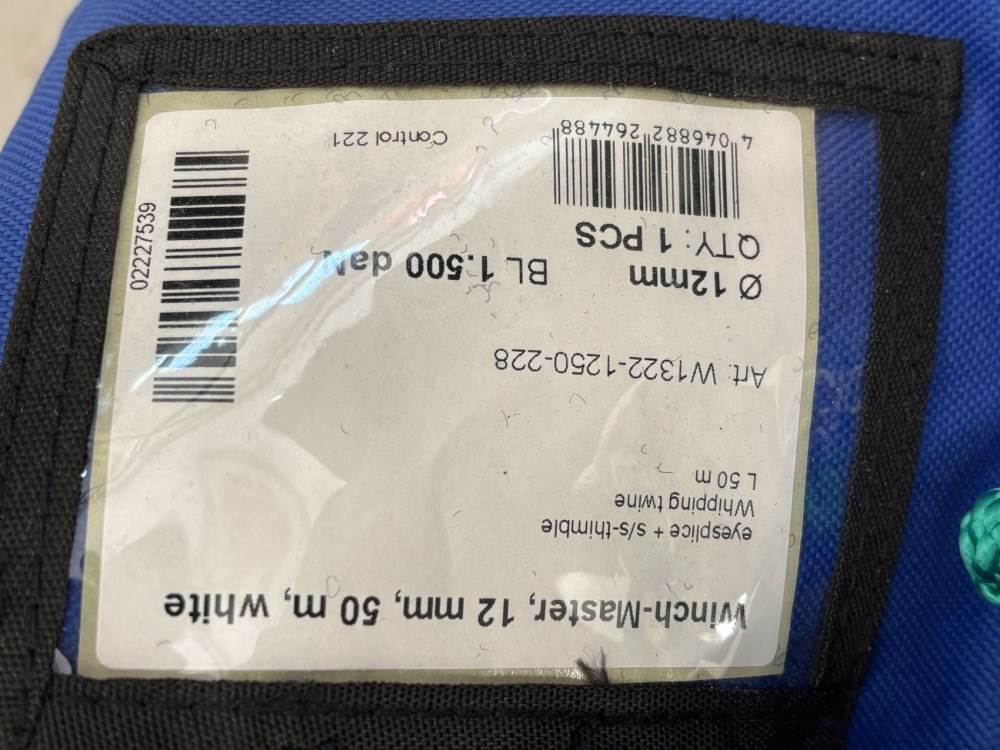 Winch-Master, 12 mm, 50 m, white
eyesplice + s/s-thimble
Whipping twine
L 50 m
Art: W1322-1250-228
Ø 12mm BL 1.500 daN
QTY: 1 PCS
4 046882 264488
Control 221
02227539